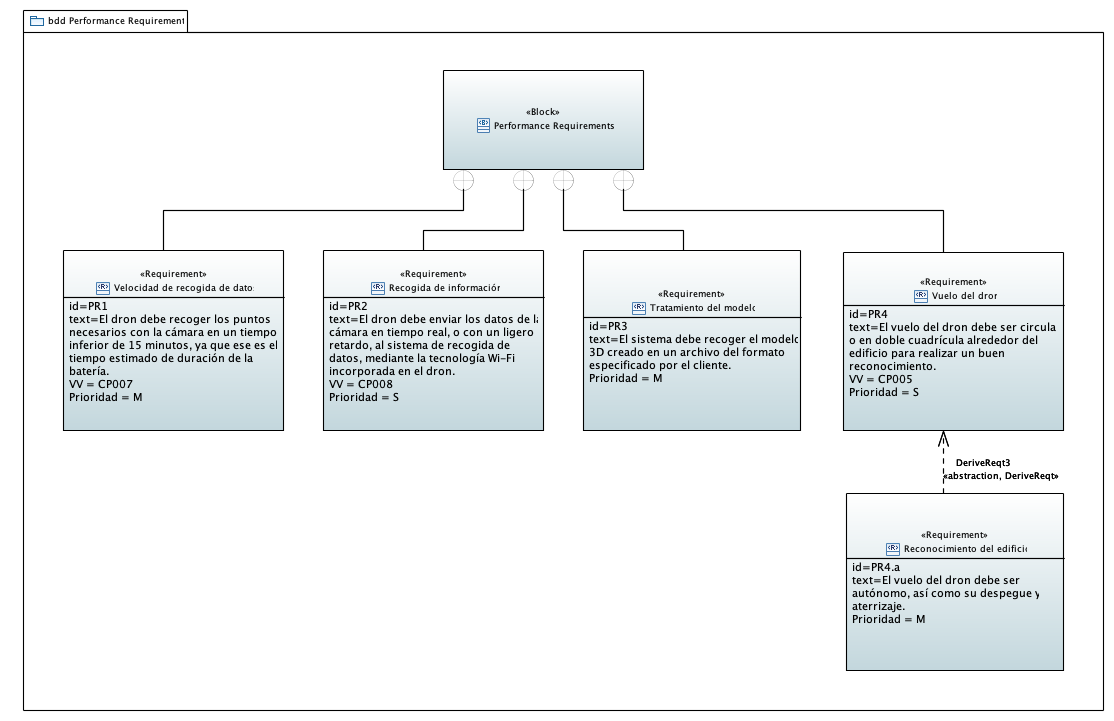 bdd Performance Requirement
«Block»
Performance Requirements
«Requirement»
Velocidad de recogida de dato
id=PR1
text=El dron debe recoger los puntos
necesarios con la cámara en un tiempo
inferior de 15 minutos, ya que ese es el
tiempo estimado de duración de la
batería.
VV = CP007
Prioridad = M
«Requirement»
Recogida de información
id=PR2
text=El dron debe enviar los datos de la
cámara en tiempo real, o con un ligero
retardo, al sistema de recogida de
datos, mediante la tecnología Wi-Fi
incorporada en el dron.
VV = CP008
Prioridad = S
«Requirement»
Tratamiento del modelo
id=PR3
text=El sistema debe recoger el modelo
3D creado en un archivo del formato
especificado por el cliente.
Prioridad = M
«Requirement»
Vuelo del dron
id=PR4
text=El vuelo del dron debe ser circula
o en doble cuadrícula alrededor del
edificio para realizar un buen
reconocimiento.
VV = CP005
Prioridad = S
DeriveReqt3
«abstraction, DeriveReqt»
«Requirement»
Reconocimiento del edifici
id=PR4.a
text=El vuelo del dron debe ser
autónomo, así como su despegue y
aterrizaje.
Prioridad = M